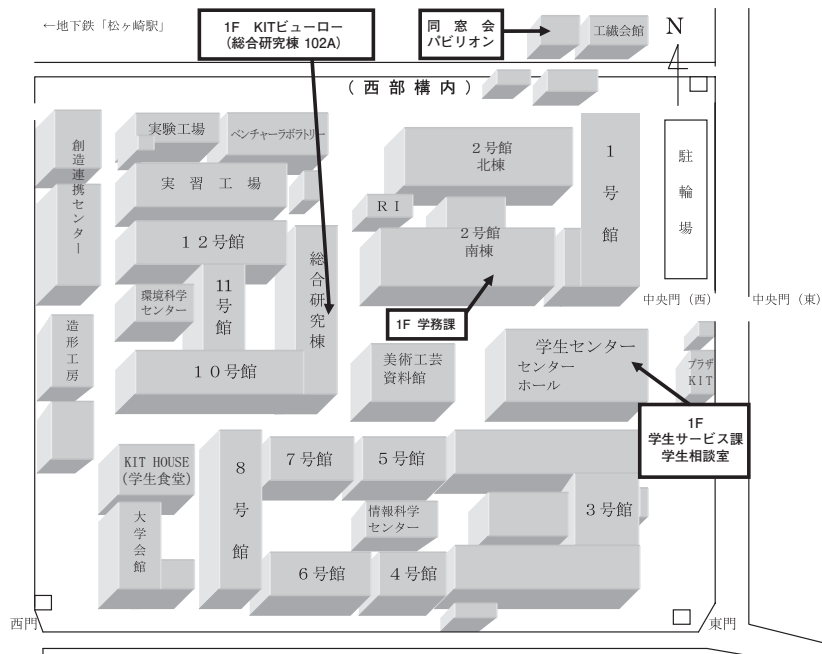 ←地下鉄「松ヶ崎駅」
1F KITビューロー
(総合研究棟 102A)
同窓会
パビリオン
工繊会館
N
(西部構内)
創造連携センター
実験工場
ベンチャーラボラトリー
実習工場
2号館
北棟
1号館
駐輪場
RI
12号館
総合研究棟
2号館
南棟
環境科学
センター
11号館
中央門(西)
中央門(東)
1F 学務課
造形工房
10号館
美術工芸
資料館
学生センター
センター
ホール
プラザ
KIT
1F
学生サービス課
学生相談室
KIT HOUSE
(学生食堂)
8号館
7号館
5号館
大学会館
情報科学
センター
3号館
6号館
4号館
西門
東門